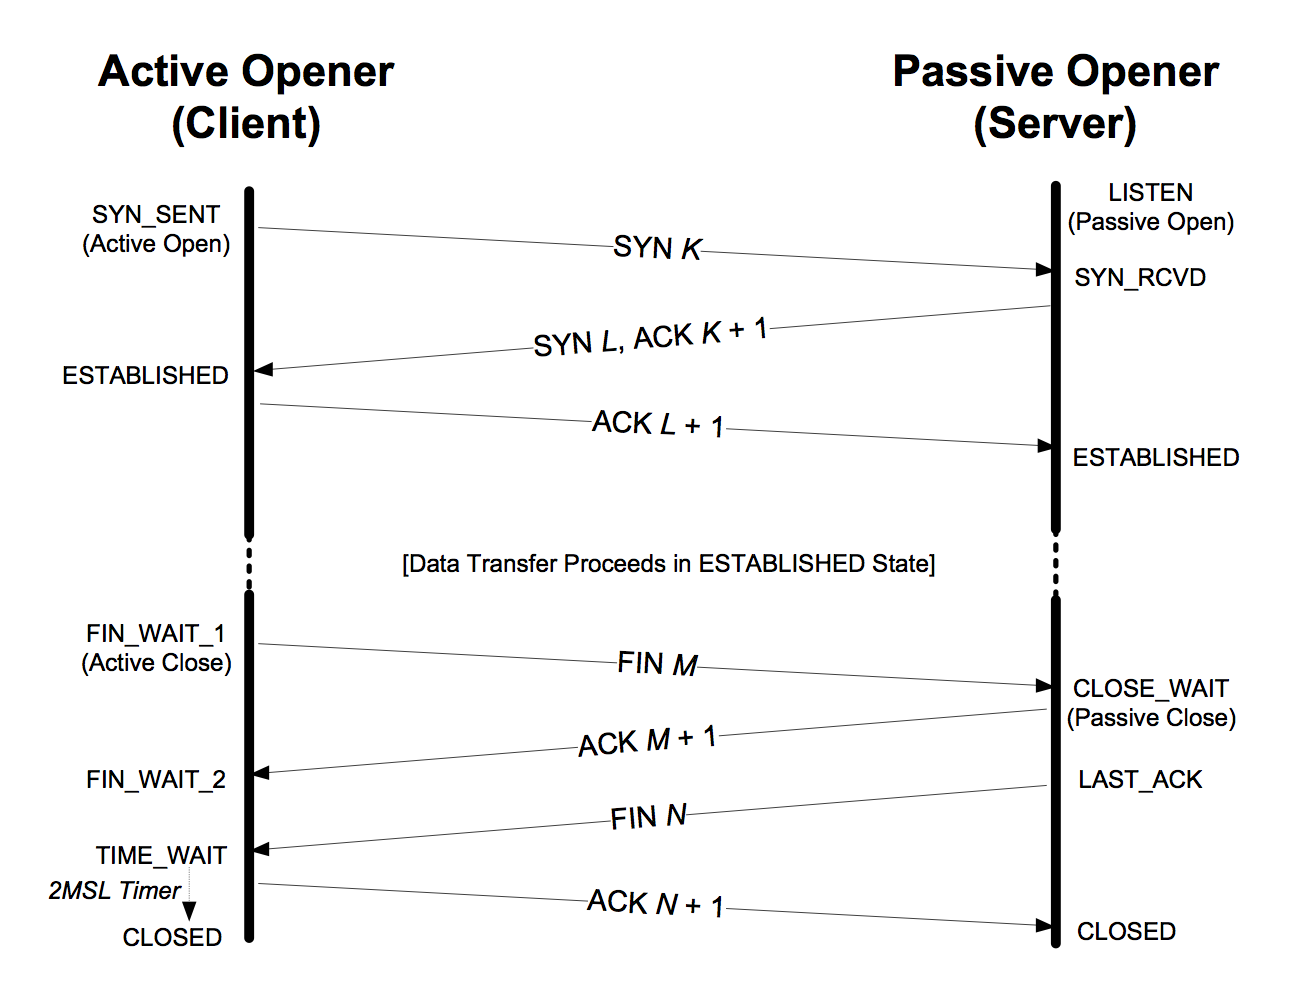 Active Opener
(Client)
Passive Opener
(Server)
SYN_SENT
(Active Open)
LISTEN
(Passive Open)
SYN K
SYN_RCVD
SYN L, ACK K + 1
ESTABLISHED
ACK L + 1
ESTABLISHED
[Data Transfer Proceeds in ESTABLISHED State]
FIN_WAIT_1
(Active Close)
FIN M
CLOSE_WAIT
(Passive Close)
ACK M + 1
FIN_WAIT_2
LAST_ACK
FIN N
TIME_WAIT
2MSL Timer
ACK N + 1
CLOSED
CLOSED